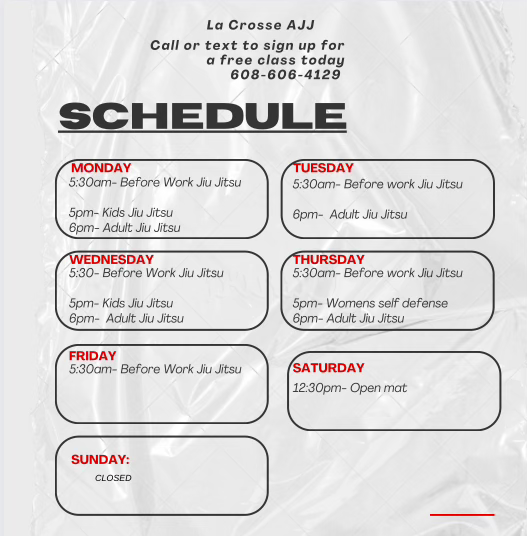 La Crosse AJJ
Call or text to sign up for
a free class today
608-606-4129
SCHEDULE
MONDAY
5:30am- Before Work Jiu Jitsu
5pm- Kids Jiu Jitsu
6pm- Adult Jiu Jitsu
TUESDAY
5:30am- Before work Jiu Jitsu
6pm- Adult Jiu Jitsu
WEDNESDAY
5:30- Before Work Jiu Jitsu
5pm- Kids Jiu Jitsu
6pm- Adult Jiu Jitsu
THURSDAY
5:30am- Before work Jiu Jitsu
5pm- Womens self defense
6pm- Adult Jiu Jitsu
FRIDAY
5:30am- Before Work Jiu Jitsu
SATURDAY
12:30pm- Open mat
SUNDAY:
CLOSED